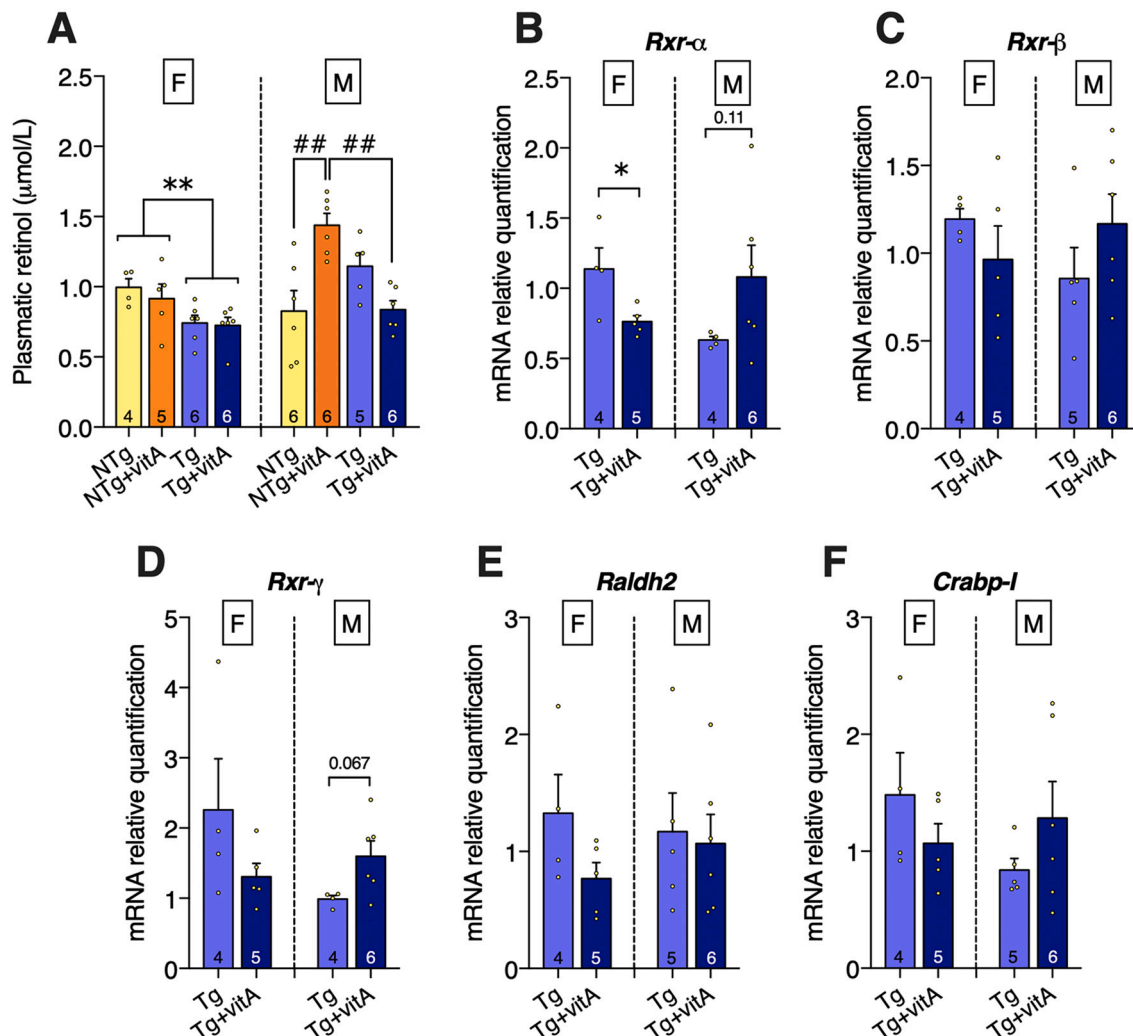 A
Plasmatic retinol (μmol/L)
2.5
2.0
1.5
1.0
0.5
0.0
F
M
**
##
##
4
5
6
6
6
6
5
6
NTg
NTg+vitA
Tg
Tg+vitA
NTg
NTg+vitA
Tg
Tg+vitA
B
Rxr-α
mRNA relative quantification
2.5
2.0
1.5
1.0
0.5
0.0
F
M
*
0.11
4
5
4
6
Tg
Tg+vitA
Tg
Tg+vitA
C
Rxr-β
mRNA relative quantification
2.0
1.5
1.0
0.5
0.0
F
M
4
5
5
6
Tg
Tg+vitA
Tg
Tg+vitA
D
Rxr-γ
mRNA relative quantification
5
4
3
2
1
0
F
M
0.067
4
5
4
6
Tg
Tg+vitA
Tg
Tg+vitA
E
Raldh2
mRNA relative quantification
3
2
1
0
F
M
4
5
5
6
Tg
Tg+vitA
Tg
Tg+vitA
F
Crabp-I
mRNA relative quantification
3
2
1
0
F
M
4
5
5
6
Tg
Tg+vitA
Tg
Tg+vitA